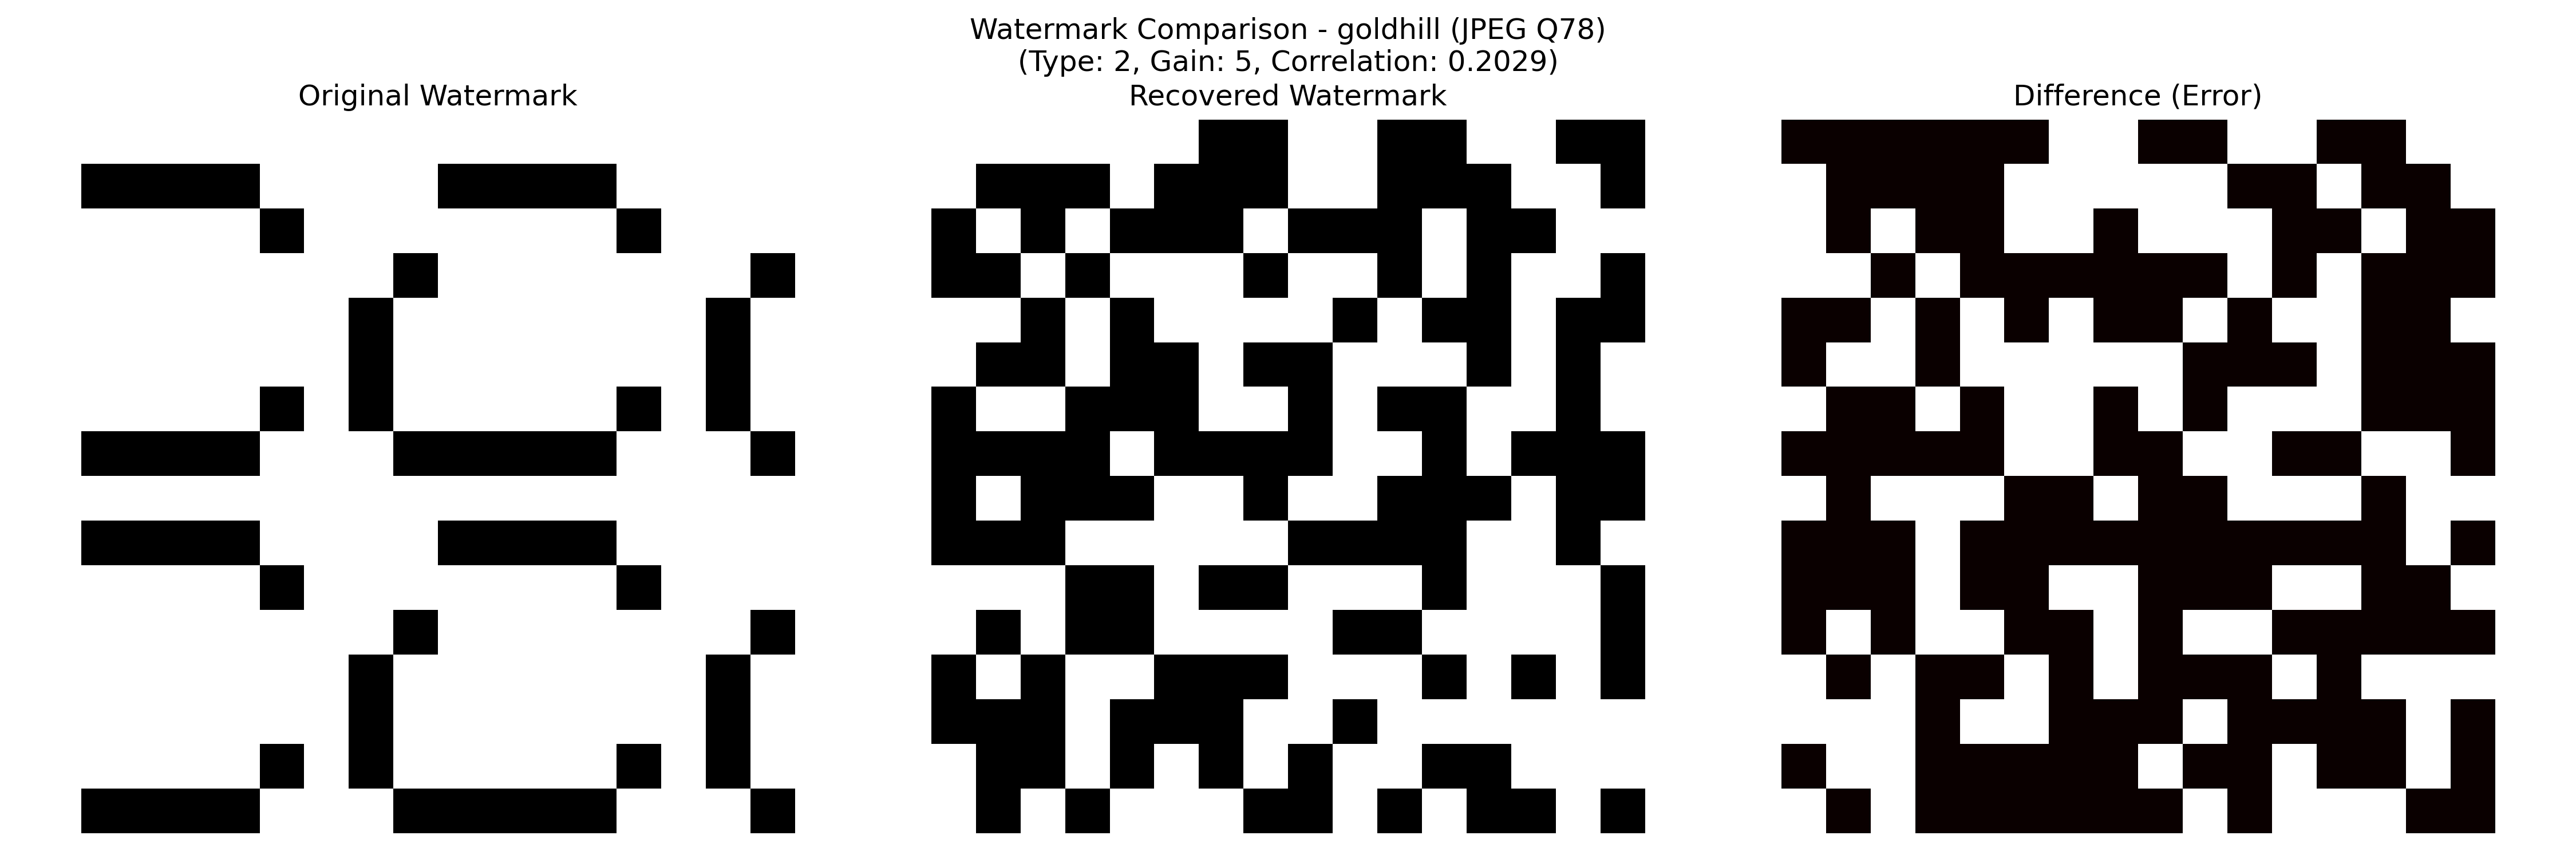 Watermark Comparison - goldhill (JPEG Q78)
(Type: 2, Gain: 5, Correlation: 0.2029)
Original Watermark
Recovered Watermark
Difference (Error)